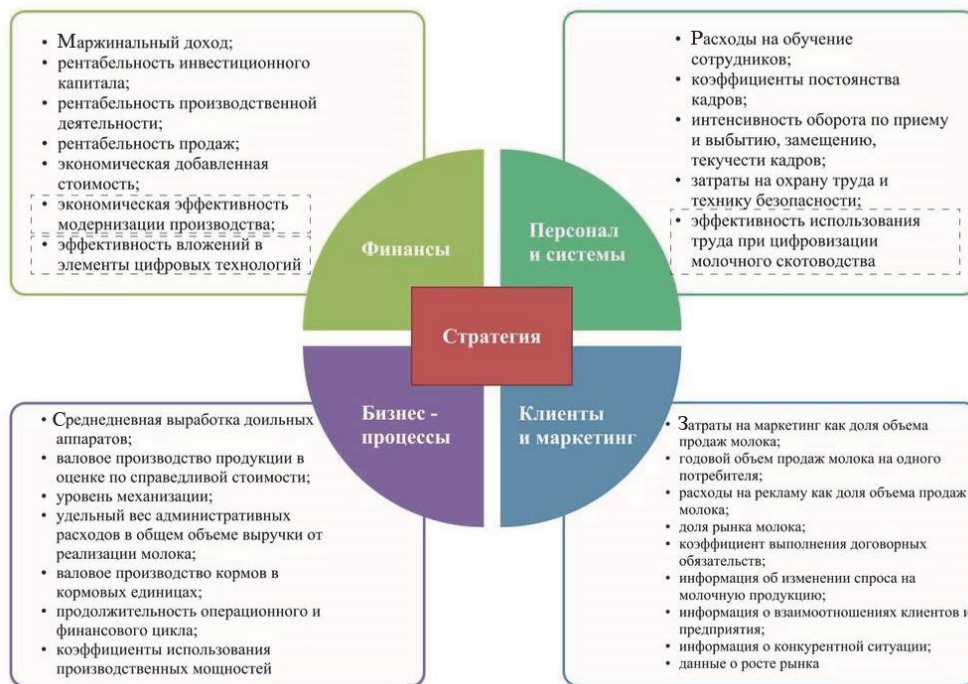 • Маржинальный доход;
• рентабельность инвестиционного
капитала;
• рентабельность производственной
деятельности;
• рентабельность продаж;
• экономическая добавленная
стоимость;
• экономическая эффективность
модернизации производства;
• эффективность вложений в
элементы цифровых технологий
• Расходы на обучение
сотрудников;
• коэффициенты постоянства
кадров;
• интенсивность оборота по приему
и выбытию, замещению,
текучести кадров;
• затраты на охрану труда и
технику безопасности;
• эффективность использования
труда при цифровизации
молочного скотоводства
Финансы
Персонал
и системы
Стратегия
Бизнес -
процессы
Клиенты
и маркетинг
• Среднедневная выработка доильных
аппаратов;
• валовое производство продукции в
оценке по справедливой стоимости;
• уровень механизации;
• удельный вес административных
расходов в общем объеме выручки от
реализации молока;
• валовое производство кормов в
кормовых единицах;
• продолжительность операционного и
финансового цикла;
• коэффициенты использования
производственных мощностей
• Затраты на маркетинг как доля объема
продаж молока;
• годовой объем продаж молока на одного
потребителя;
• расходы на рекламу как доля объема продаж
молока;
• доля рынка молока;
• коэффициент выполнения договорных
обязательств;
• информация об изменении спроса на
молочную продукцию;
• информация о взаимоотношениях клиентов и
предприятия;
• информация о конкурентной ситуации;
• данные о росте рынка